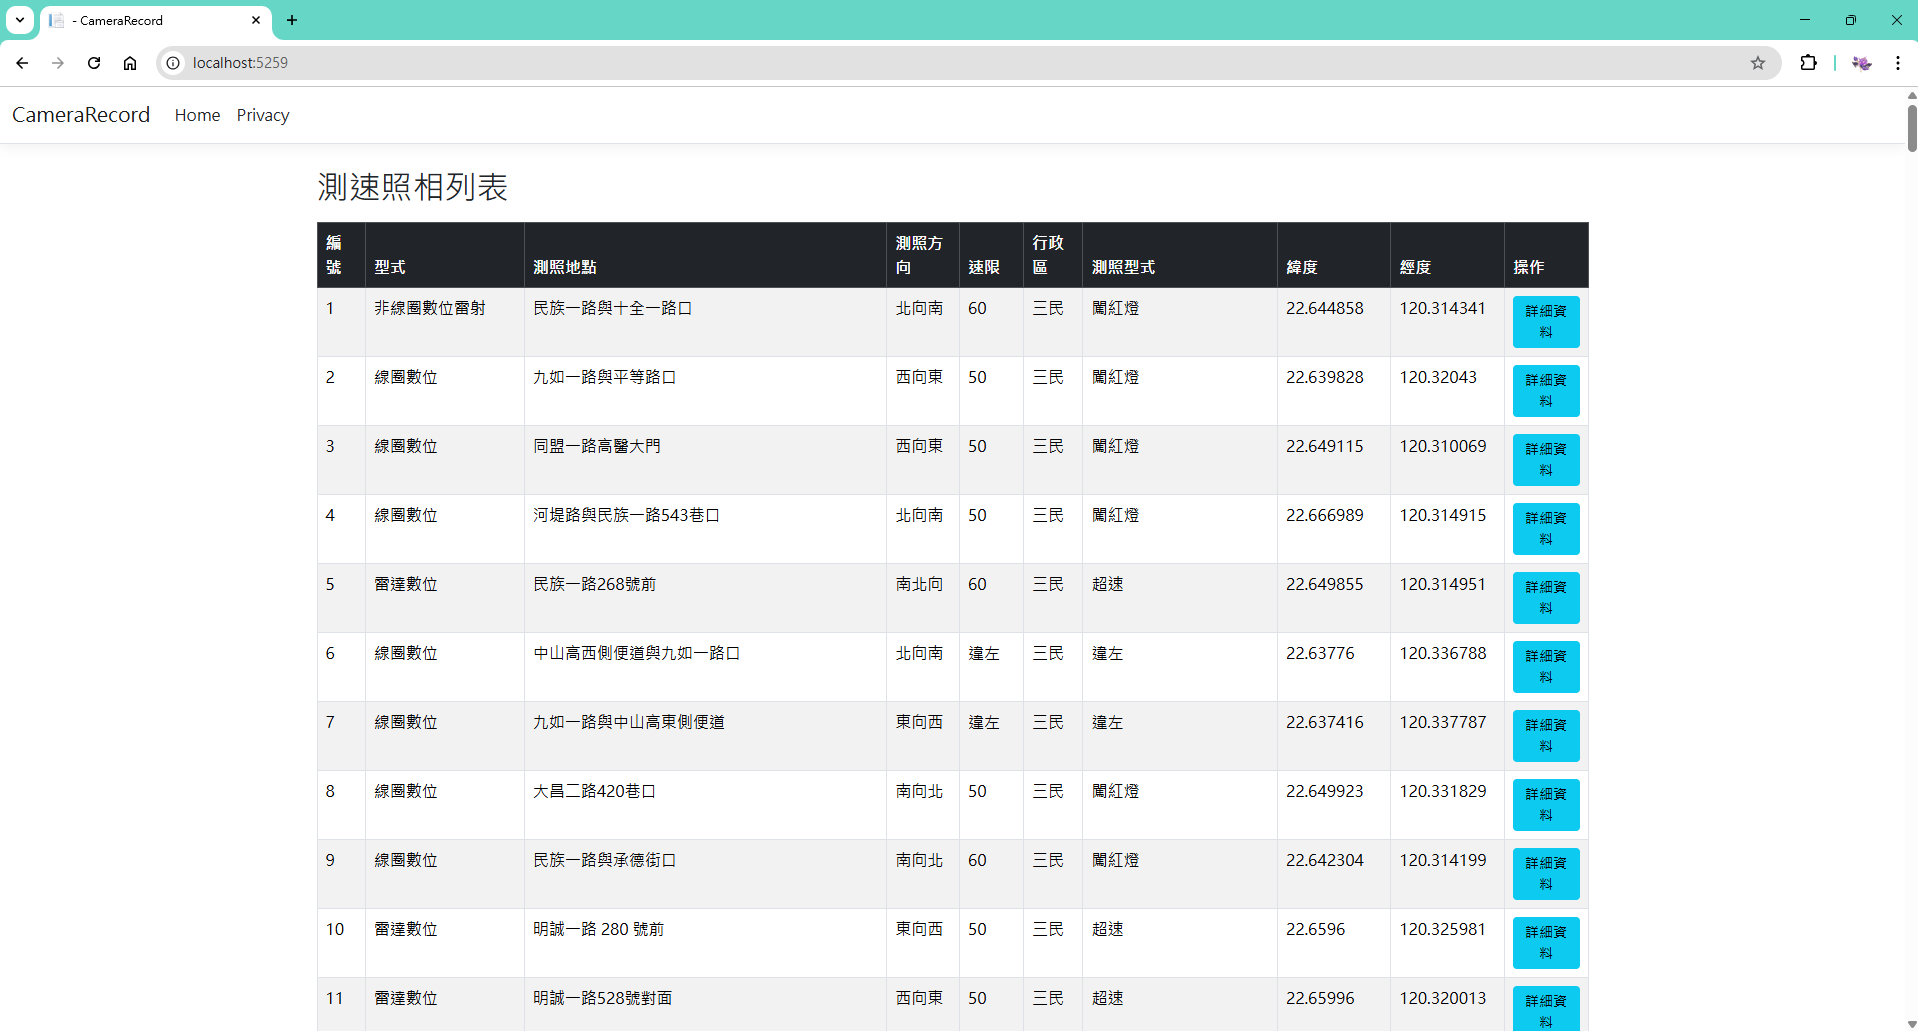 - CameraRecord
localhost:5259
CameraRecord Home Privacy
測速照相列表
編號 型式 測照地點 測照方向 速限 行政區 測照型式 緯度 經度 操作
1 非線圈數位雷射 民族一路與十全一路口 北向南 60 三民 闖紅燈 22.644858 120.314341 詳細資料
2 線圈數位 九如一路與平等路口 西向東 50 三民 闖紅燈 22.639828 120.32043 詳細資料
3 線圈數位 同盟一路高醫大門 西向東 50 三民 闖紅燈 22.649115 120.310069 詳細資料
4 線圈數位 河堤路與民族一路543巷口 北向南 50 三民 闖紅燈 22.666989 120.314915 詳細資料
5 雷達數位 民族一路268號前 南北向 60 三民 超速 22.649855 120.314951 詳細資料
6 線圈數位 中山高西側便道與九如一路口 北向南 違左 三民 違左 22.63776 120.336788 詳細資料
7 線圈數位 九如一路與中山高東側便道 東向西 違左 三民 違左 22.637416 120.337787 詳細資料
8 線圈數位 大昌二路420巷口 南向北 50 三民 闖紅燈 22.649923 120.331829 詳細資料
9 線圈數位 民族一路與承德街口 南向北 60 三民 闖紅燈 22.642304 120.314199 詳細資料
10 雷達數位 明誠一路 280 號前 東向西 50 三民 超速 22.6596 120.325981 詳細資料
11 雷達數位 明誠一路528號對面 西向東 50 三民 超速 22.65996 120.320013 詳細資料